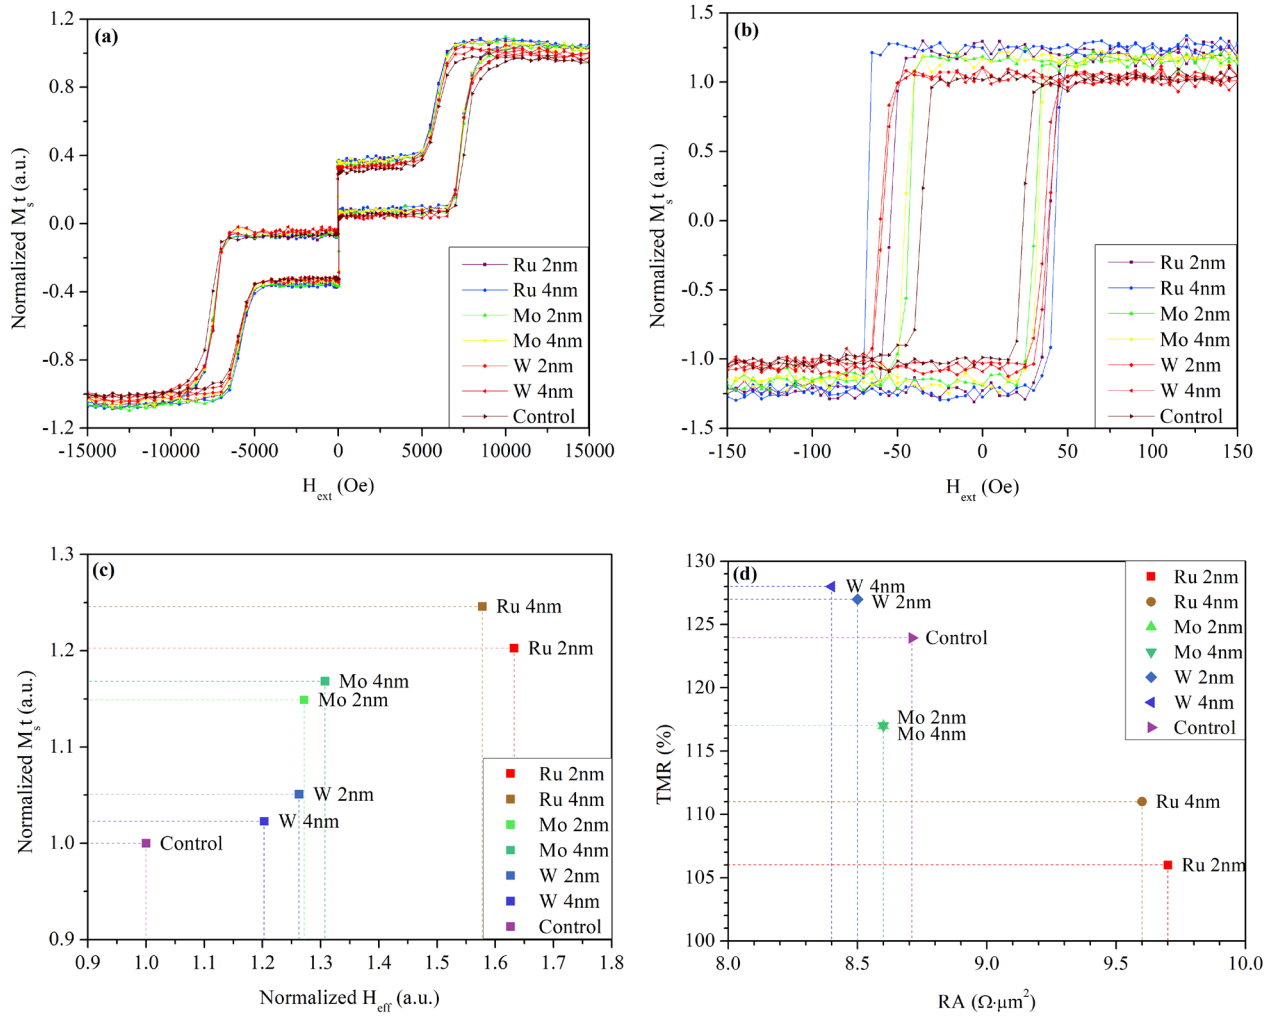 (a)
Normalized Mst (a.u.)
1.2
0.8
0.4
0.0
-0.4
-0.8
-1.2
-15000 -10000 -5000 0 5000 10000 15000
Hext (Oe)
Ru 2nm
Ru 4nm
Mo 2nm
Mo 4nm
W 2nm
W 4nm
Control
(b)
Normalized Mst (a.u.)
1.5
1.0
0.5
0.0
-0.5
-1.0
-1.5
-150 -100 -50 0 50 100 150
Hext (Oe)
Ru 2nm
Ru 4nm
Mo 2nm
Mo 4nm
W 2nm
W 4nm
Control
(c)
Normalized Mst (a.u.)
1.3
1.2
1.1
1.0
0.9
0.9 1.0 1.1 1.2 1.3 1.4 1.5 1.6 1.7 1.8
Normalized Heff (a.u.)
Ru 4nm
Ru 2nm
Mo 4nm
Mo 2nm
W 2nm
W 4nm
Control
Ru 2nm
Ru 4nm
Mo 2nm
Mo 4nm
W 2nm
W 4nm
Control
(d)
TMR (%)
130
125
120
115
110
105
100
8.0 8.5 9.0 9.5 10.0
RA (Ω·μm²)
W 4nm
W 2nm
Control
Mo 2nm
Mo 4nm
Ru 4nm
Ru 2nm
Ru 2nm
Ru 4nm
Mo 2nm
Mo 4nm
W 2nm
W 4nm
Control